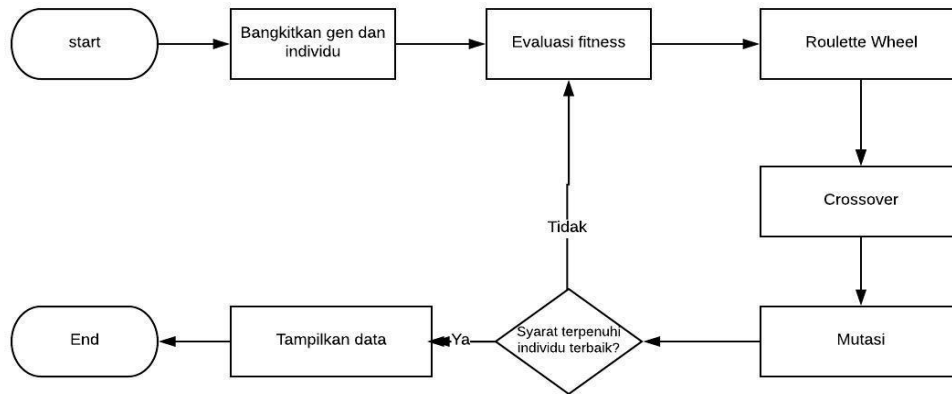 start
Bangkitkan gen dan
individu
Evaluasi fitness
Roulette Wheel
Crossover
Tidak
End
Tampilkan data
Ya
Syarat terpenuhi
individu terbaik?
Mutasi